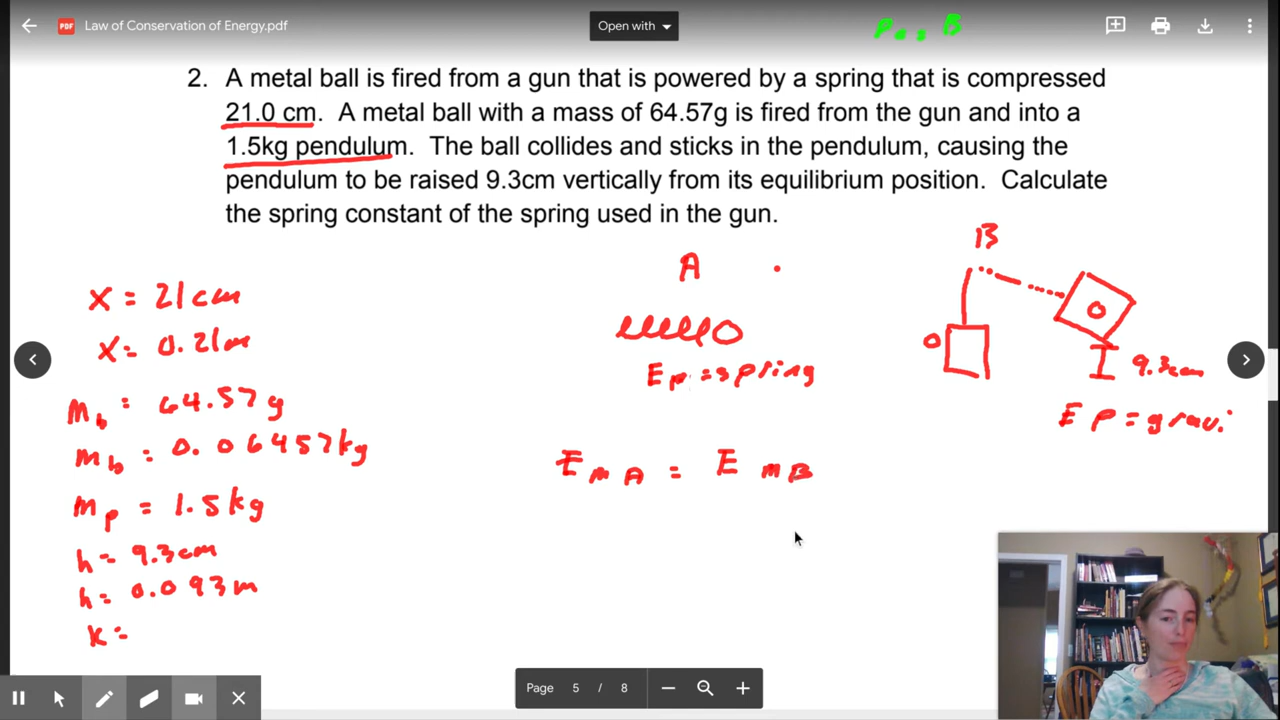 Law of Conservation of Energy.pdf
Open with
P.., B
2. A metal ball is fired from a gun that is powered by a spring that is compressed
21.0 cm. A metal ball with a mass of 64.57g is fired from the gun and into a
1.5kg pendulum. The ball collides and sticks in the pendulum, causing the
pendulum to be raised 9.3cm vertically from its equilibrium position. Calculate
the spring constant of the spring used in the gun.
A
B
x = 21cm
x = 0.21m
Ep = spring
9.3cm
EP = gravi
mb = 64.57g
mb = 0.06457kg
EmA = EmB
mp = 1.5kg
h = 9.3cm
h = 0.093m
k =
Page 5 / 8